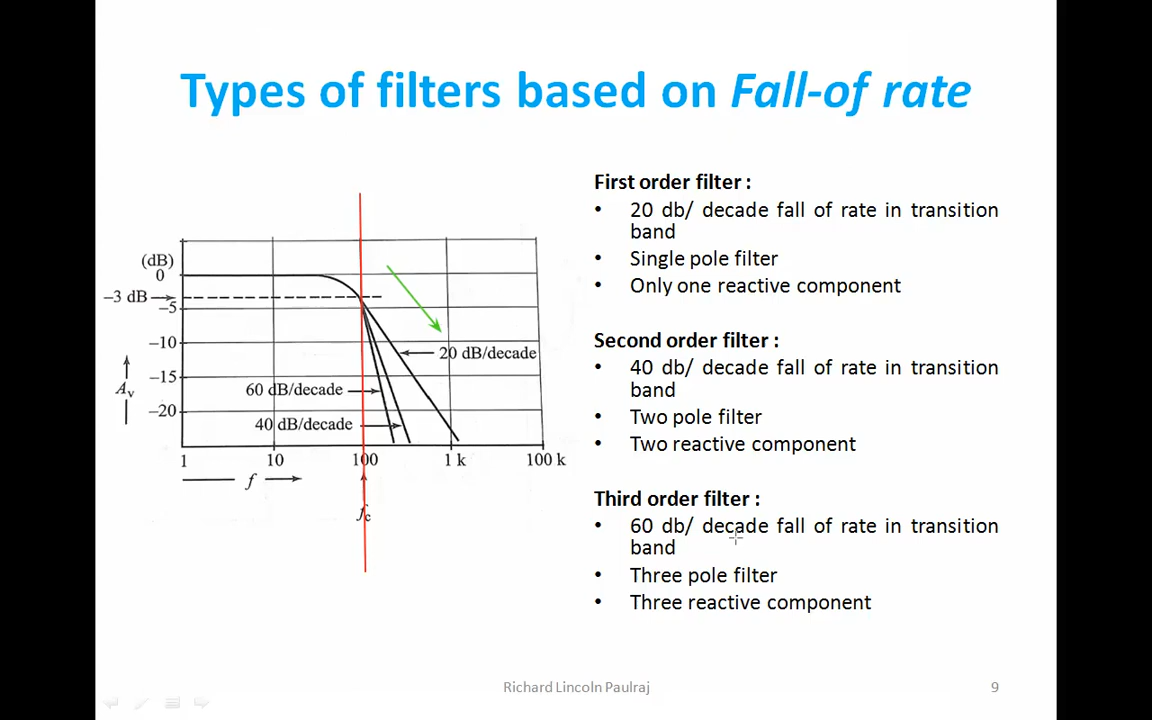 Types of filters based on Fall-of rate
First order filter :
• 20 db/ decade fall of rate in transition
band
• Single pole filter
• Only one reactive component
Second order filter :
• 40 db/ decade fall of rate in transition
band
• Two pole filter
• Two reactive component
Third order filter :
• 60 db/ decade fall of rate in transition
band
• Three pole filter
• Three reactive component
(dB)
0
−3 dB
−5
−10
−15
−20
Av
20 dB/decade
60 dB/decade
40 dB/decade
1 10 100 1 k 100 k
f
fc
Richard Lincoln Paulraj
9